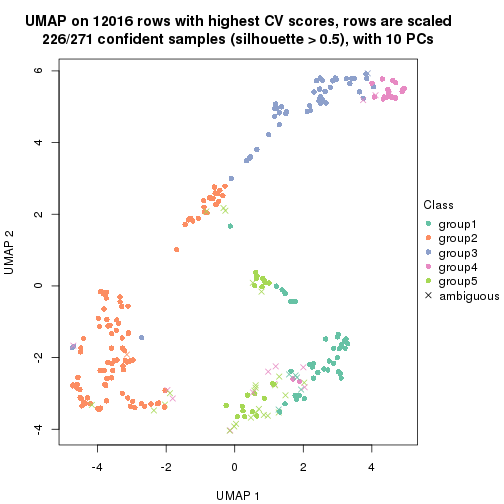 UMAP on 12016 rows with highest CV scores, rows are scaled
226/271 confident samples (silhouette > 0.5), with 10 PCs
6
4
2
0
-2
-4
UMAP 2
-4
-2
0
2
4
UMAP 1
Class
group1
group2
group3
group4
group5
ambiguous